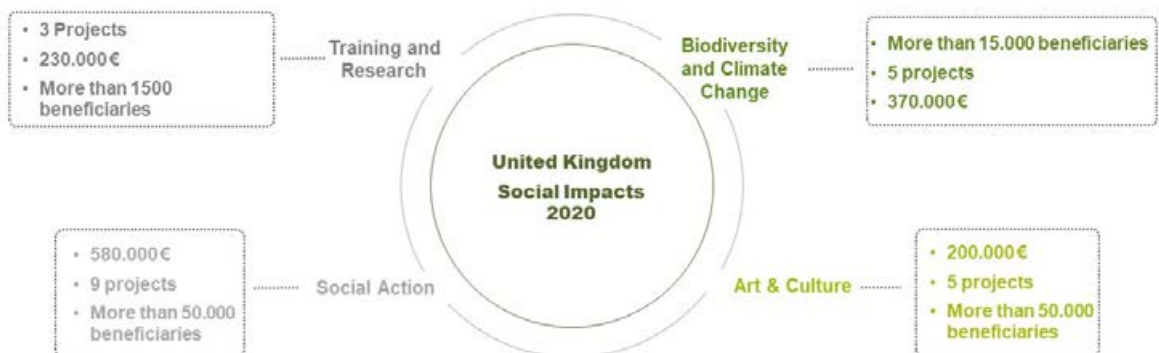 • 3 Projects
• 230.000€
• More than 1500
beneficiaries
Training and
Research
Biodiversity
and Climate
Change
• More than 15.000 beneficiaries
• 5 projects
• 370.000€
United Kingdom
Social Impacts
2020
• 580.000€
• 9 projects
• More than 50.000
beneficiaries
Social Action
Art & Culture
• 200.000€
• 5 projects
• More than 50.000
beneficiaries